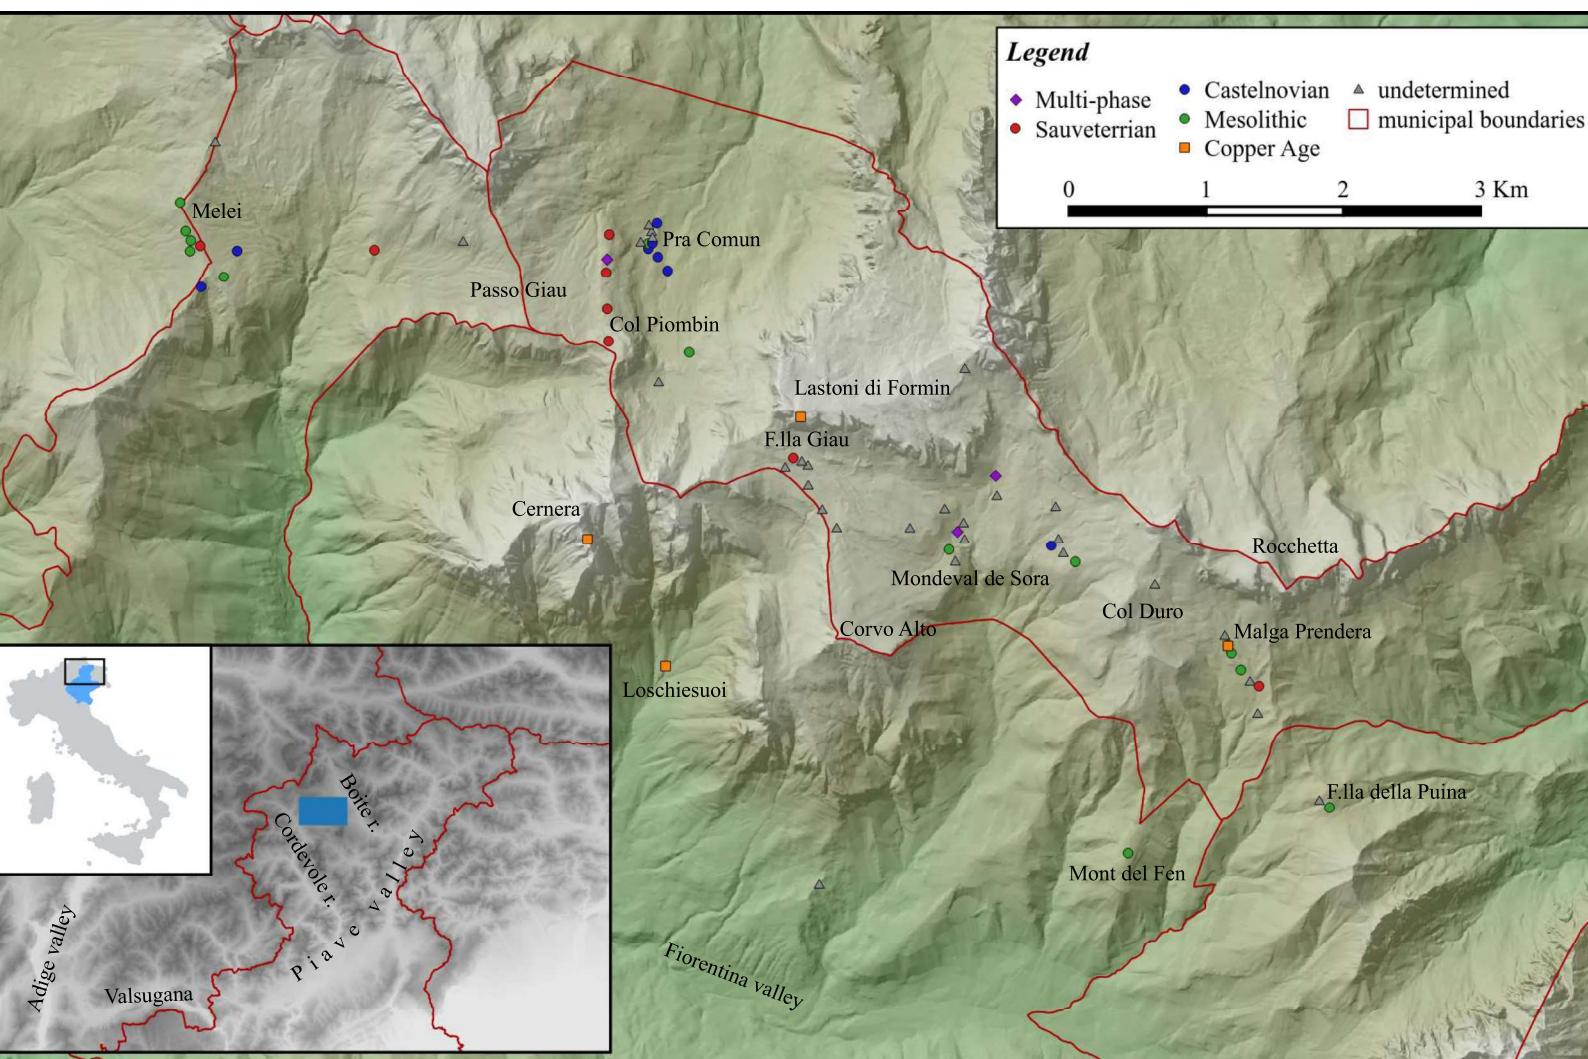 Legend
Multi-phase
Sauveterrian
Castelnovian
Mesolithic
Copper Age
undetermined
municipal boundaries
0 1 2 3 Km
Melei
Pra Comun
Passo Giau
Col Piombin
Lastoni di Formin
F.lla Giau
Cernera
Rocchetta
Mondeval de Sora
Col Duro
Corvo Alto
Malga Prendera
Loschiesuoi
F.lla della Puina
Mont del Fen
Fiorentina valley
Boite r.
Cordevole r.
Piave valley
Adige valley
Valsugana